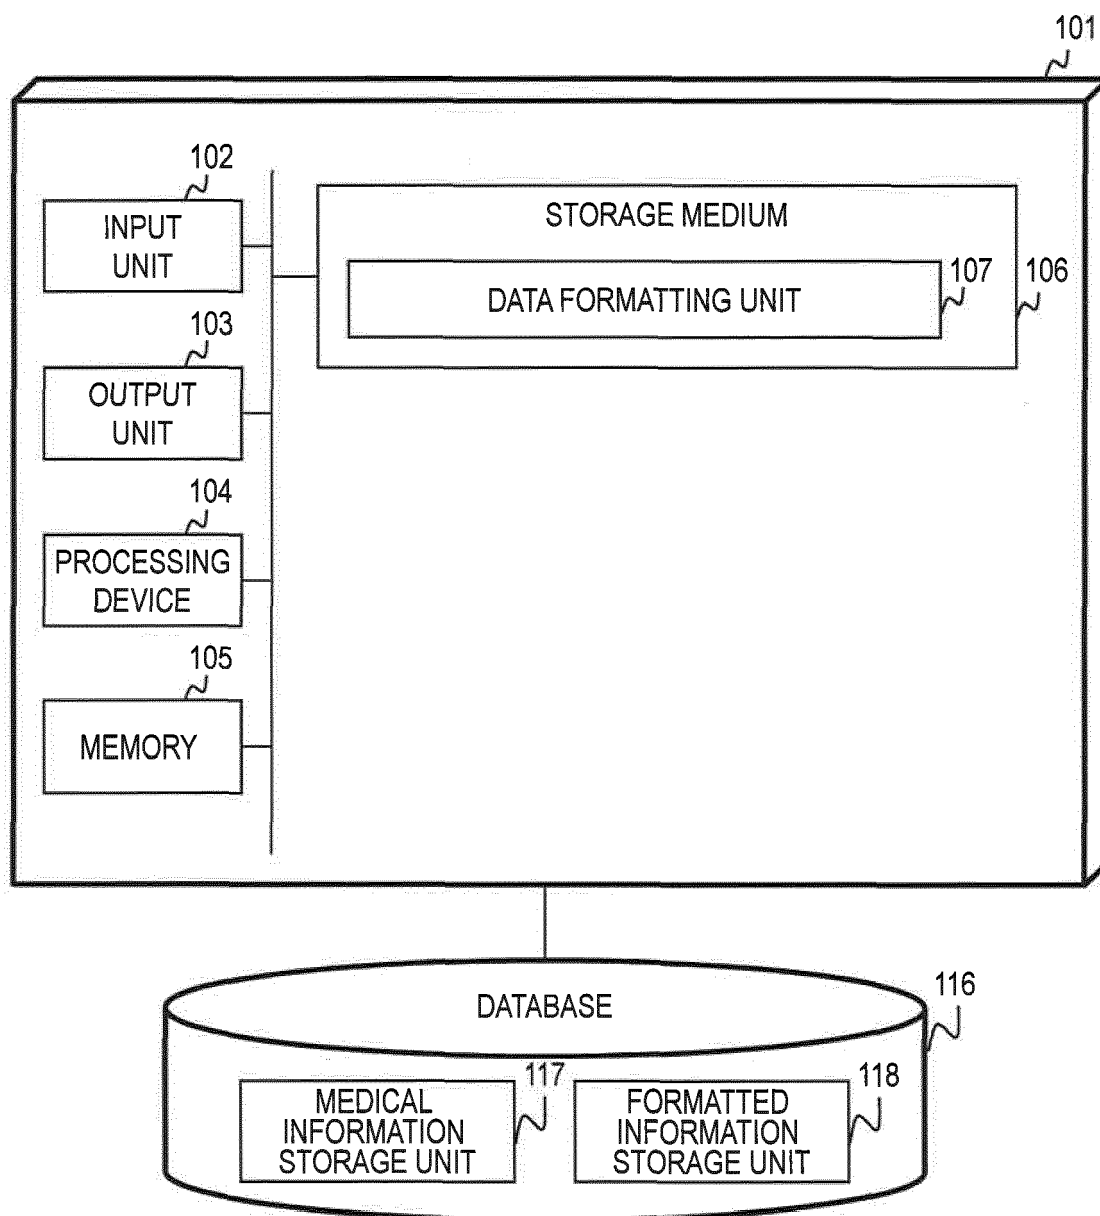 101
102
INPUT
UNIT
STORAGE MEDIUM
DATA FORMATTING UNIT
107
106
103
OUTPUT
UNIT
104
PROCESSING
DEVICE
105
MEMORY
DATABASE
116
MEDICAL
INFORMATION
STORAGE UNIT
117
FORMATTED
INFORMATION
STORAGE UNIT
118